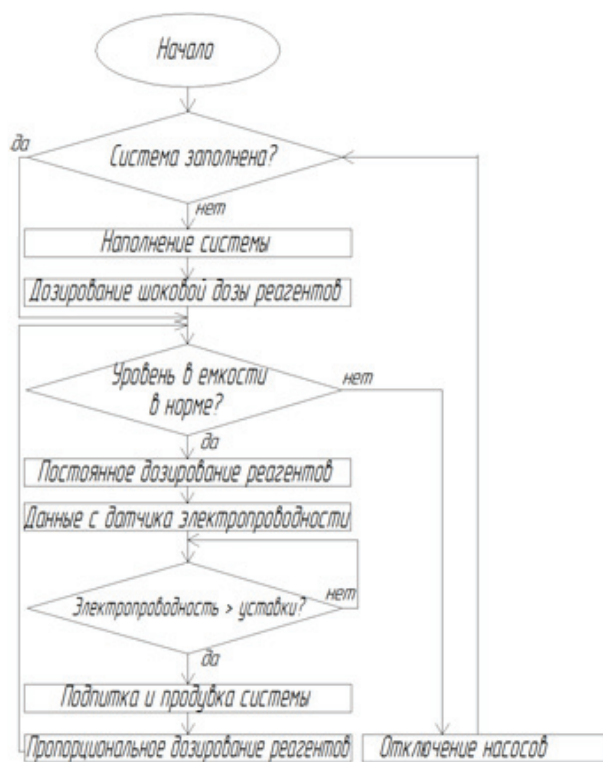 Начало
да
Система заполнена?
нет
Наполнение системы
Дозирование шоковой дозы реагентов
Уровень в емкости
в норме?
нет
да
Постоянное дозирование реагентов
Данные с датчика электропроводности
Электропроводность > уставки?
нет
да
Подпитка и продувка системы
Пропорциональное дозирование реагентов
Отключение насосов